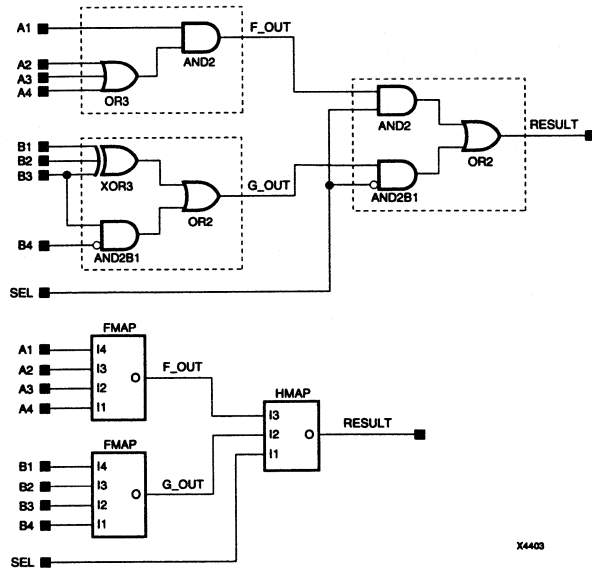 A1
F_OUT
AND2
A2
A3
A4
OR3
AND2
RESULT
OR2
B1
B2
B3
XOR3
G_OUT
OR2
AND2B1
B4
AND2B1
SEL
FMAP
A1 I4
F_OUT
A2 I3 O
A3 I2
A4 I1
HMAP
I3
RESULT
I2 O
I1
FMAP
B1 I4
B2 I3 O
G_OUT
B3 I2
B4 I1
SEL
X4403